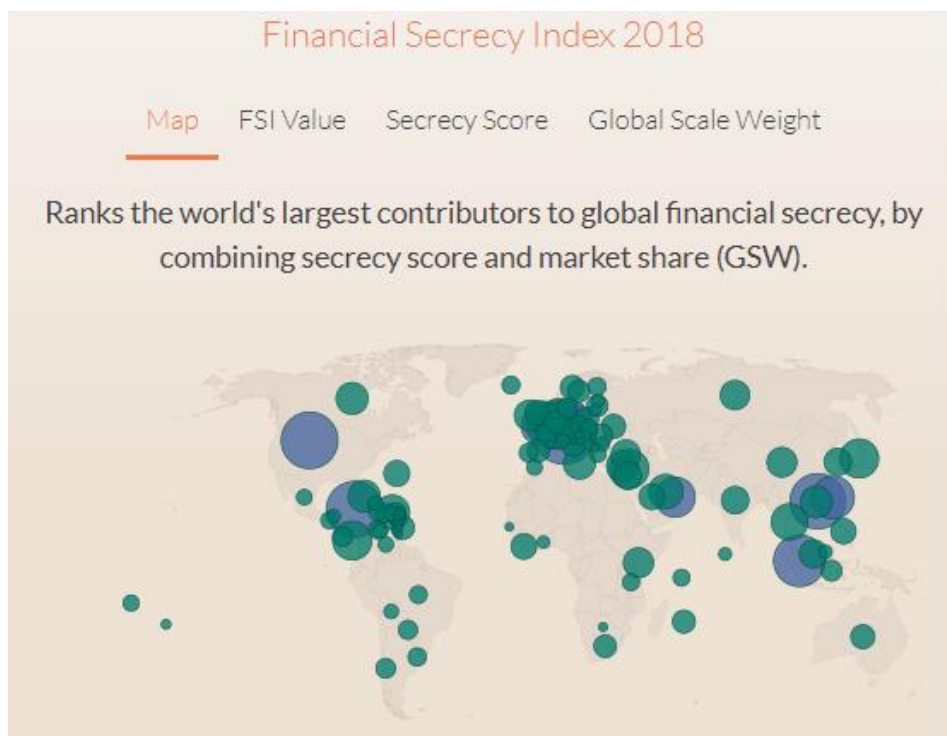 Financial Secrecy Index 2018
Map FSI Value Secrecy Score Global Scale Weight
Ranks the world's largest contributors to global financial secrecy, by
combining secrecy score and market share (GSW).